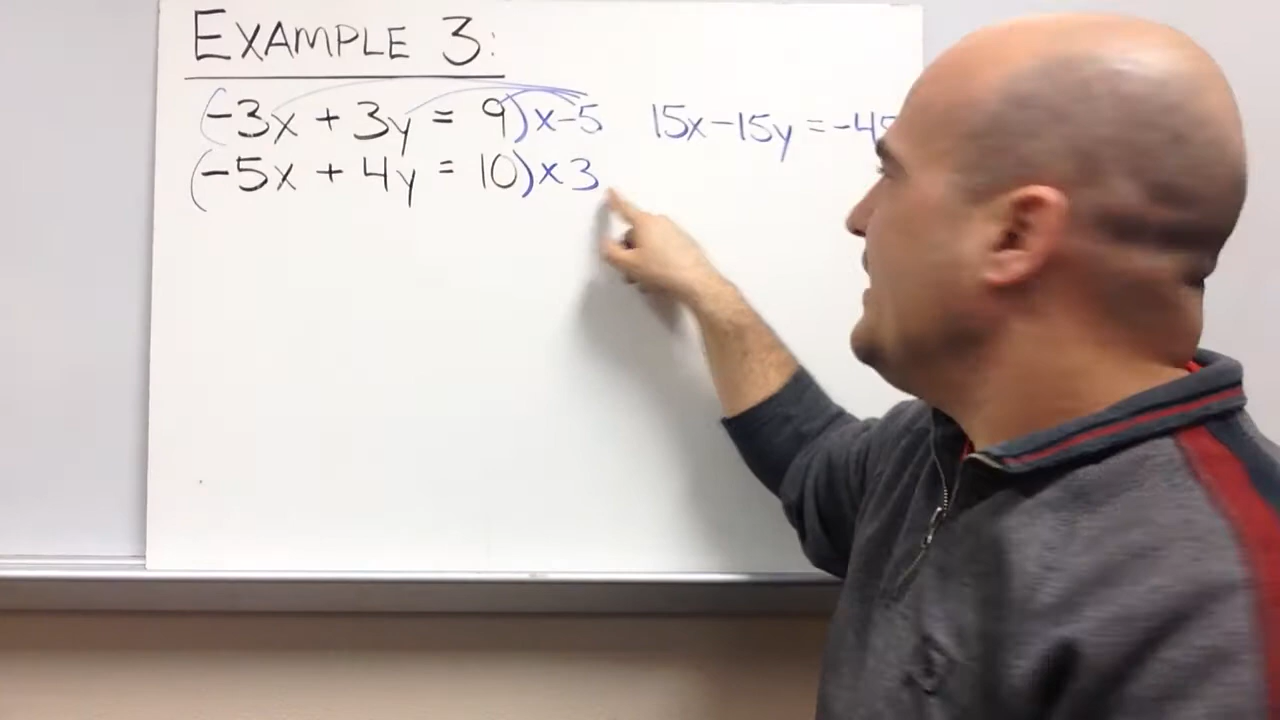 EXAMPLE 3:
(-3x + 3y = 9) x -5 15x - 15y = -45
(-5x + 4y = 10) x 3